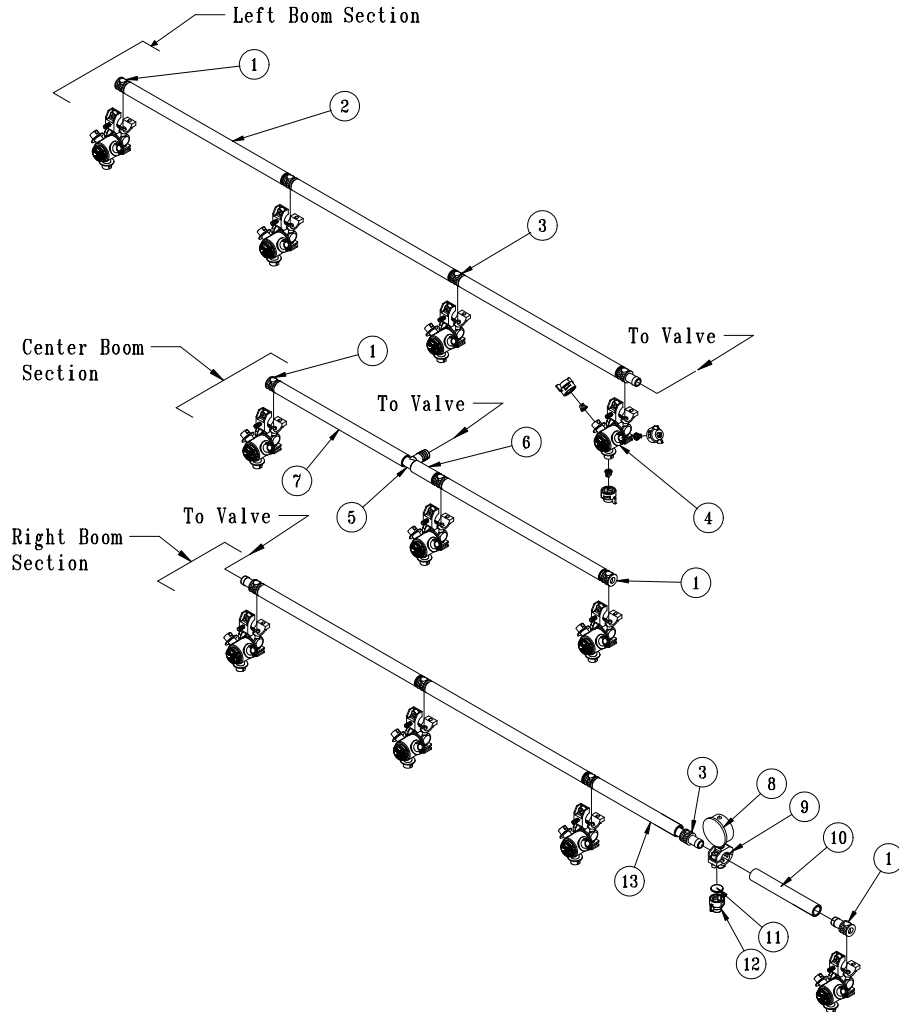 Left Boom Section
1
2
3
To Valve
Center Boom
Section
1
To Valve
6
7
5
4
To Valve
Right Boom
Section
1
3
8
9
10
1
13
11
12